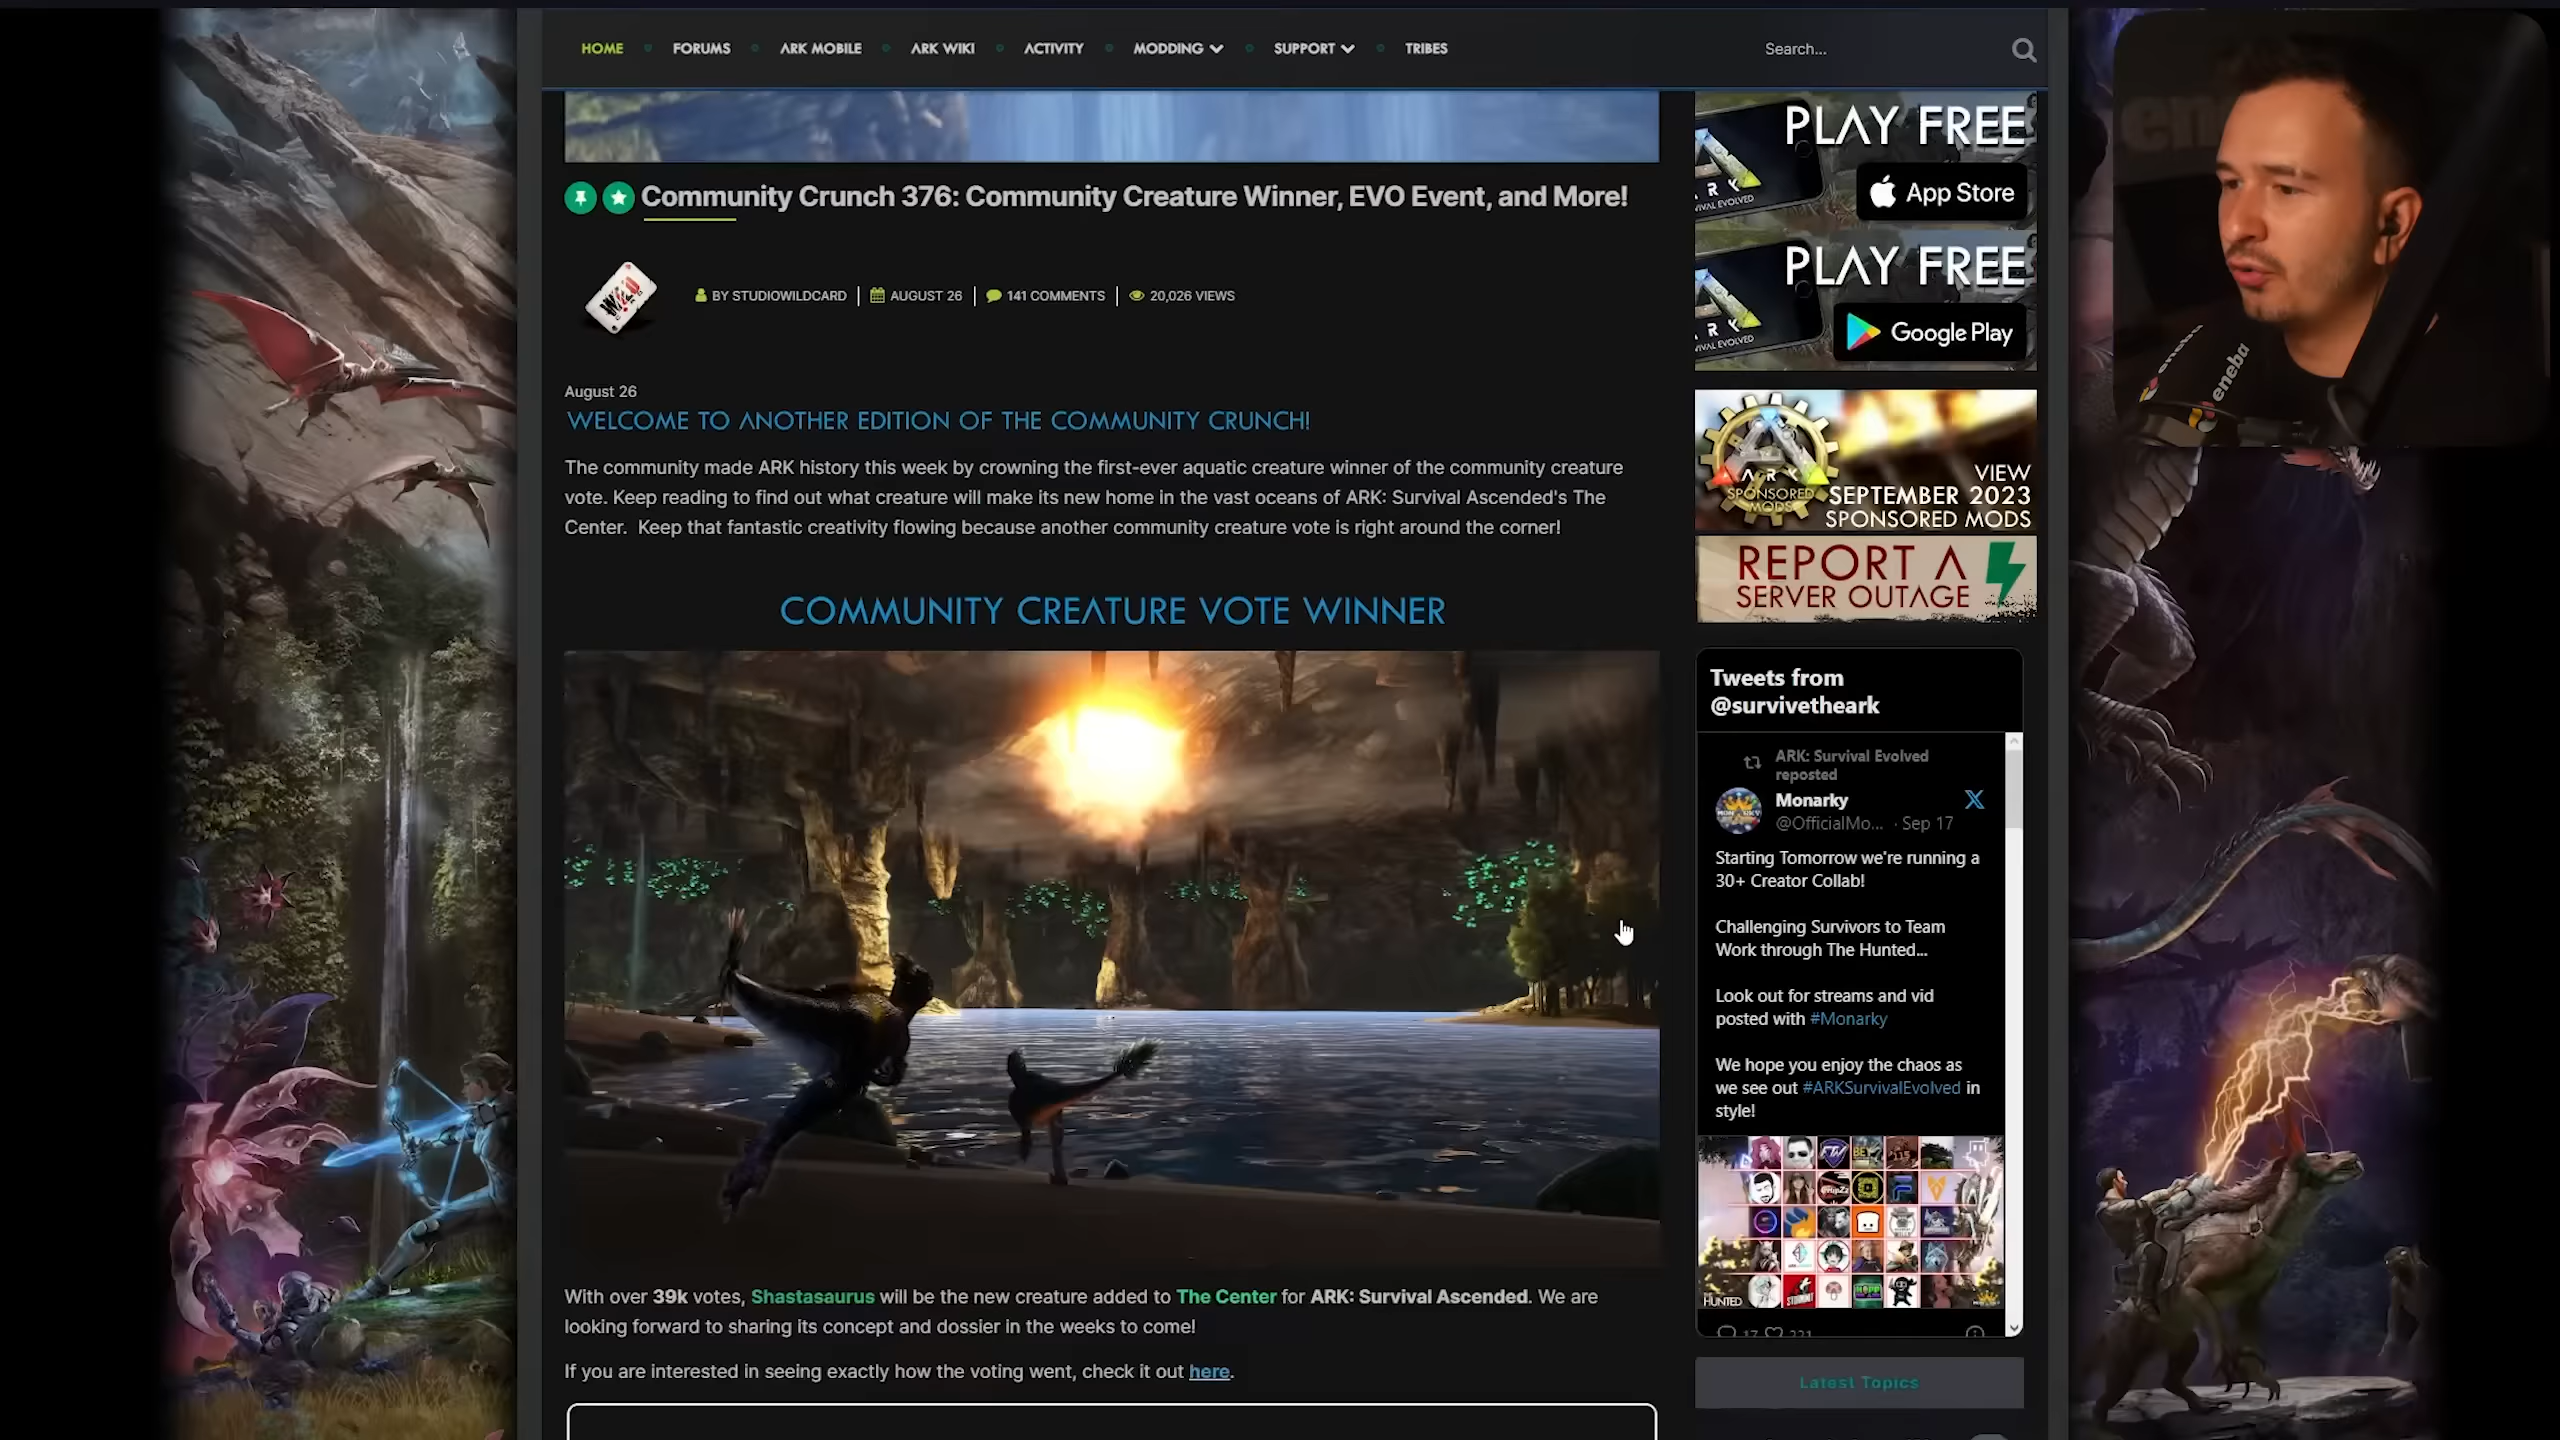 HOME FORUMS ARK MOBILE ARK WIKI ACTIVITY MODDING SUPPORT TRIBES Search...
Community Crunch 376: Community Creature Winner, EVO Event, and More!
BY STUDIOWILDCARD | AUGUST 26 | 141 COMMENTS | 20,026 VIEWS
August 26
WELCOME TO ANOTHER EDITION OF THE COMMUNITY CRUNCH!
The community made ARK history this week by crowning the first-ever aquatic creature winner of the community creature
vote. Keep reading to find out what creature will make its new home in the vast oceans of ARK: Survival Ascended's The
Center. Keep that fantastic creativity flowing because another community creature vote is right around the corner!
COMMUNITY CREATURE VOTE WINNER
With over 39k votes, Shastasaurus will be the new creature added to The Center for ARK: Survival Ascended. We are
looking forward to sharing its concept and dossier in the weeks to come!
If you are interested in seeing exactly how the voting went, check it out here.
PLAY FREE
App Store
PLAY FREE
Google Play
ARK
SPONSORED
MODS
VIEW
SEPTEMBER 2023
SPONSORED MODS
REPORT A
SERVER OUTAGE
Tweets from
@survivetheark
ARK: Survival Evolved
reposted
Monarky
@OfficialMo... · Sep 17
Starting Tomorrow we're running a
30+ Creator Collab!
Challenging Survivors to Team
Work through The Hunted...
Look out for streams and vid
posted with #Monarky
We hope you enjoy the chaos as
we see out #ARKSurvivalEvolved in
style!
HUNTED
17 221
Latest Topics
eneba